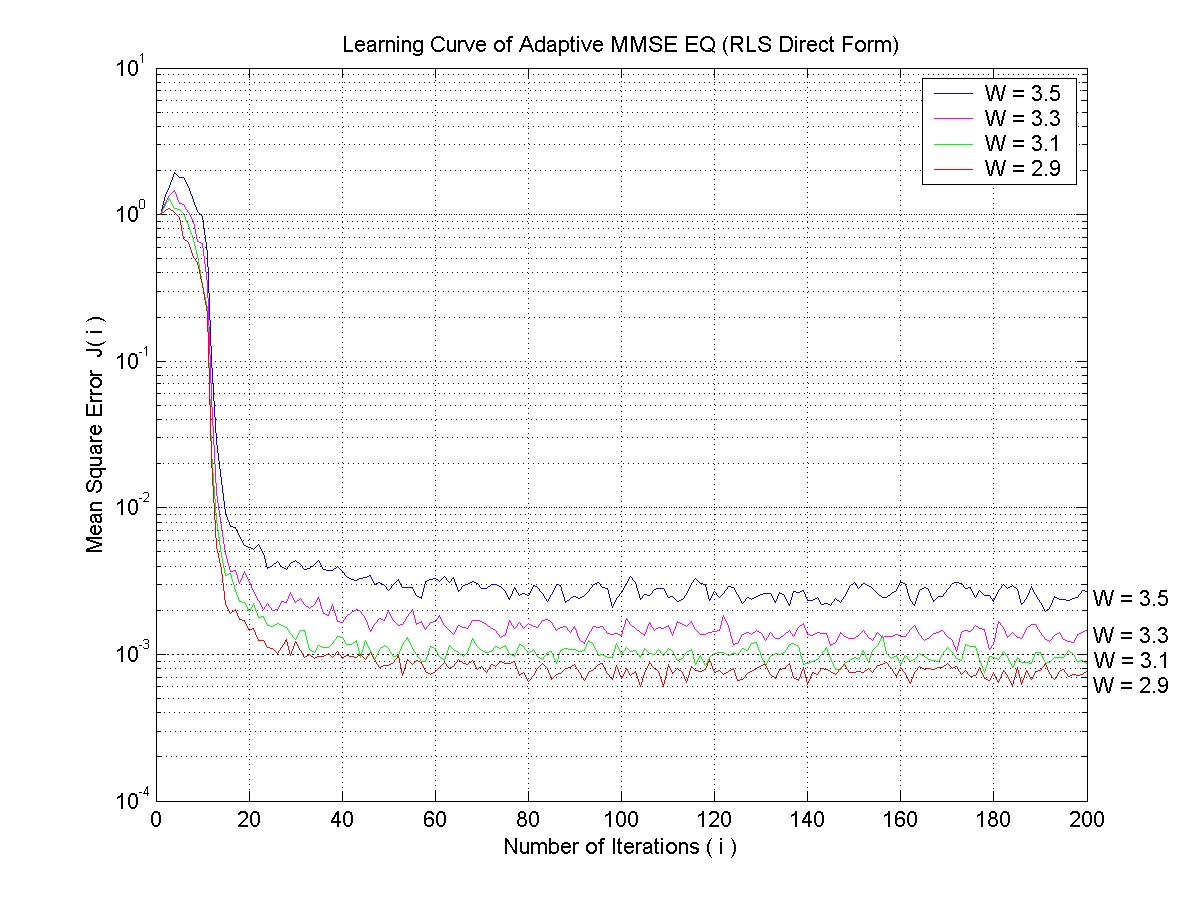 Learning Curve of Adaptive MMSE EQ (RLS Direct Form)
10^1
10^0
10^-1
10^-2
10^-3
10^-4
Mean Square Error J( i )
W = 3.5
W = 3.3
W = 3.1
W = 2.9
W = 3.5
W = 3.3
W = 3.1
W = 2.9
0 20 40 60 80 100 120 140 160 180 200
Number of Iterations ( i )